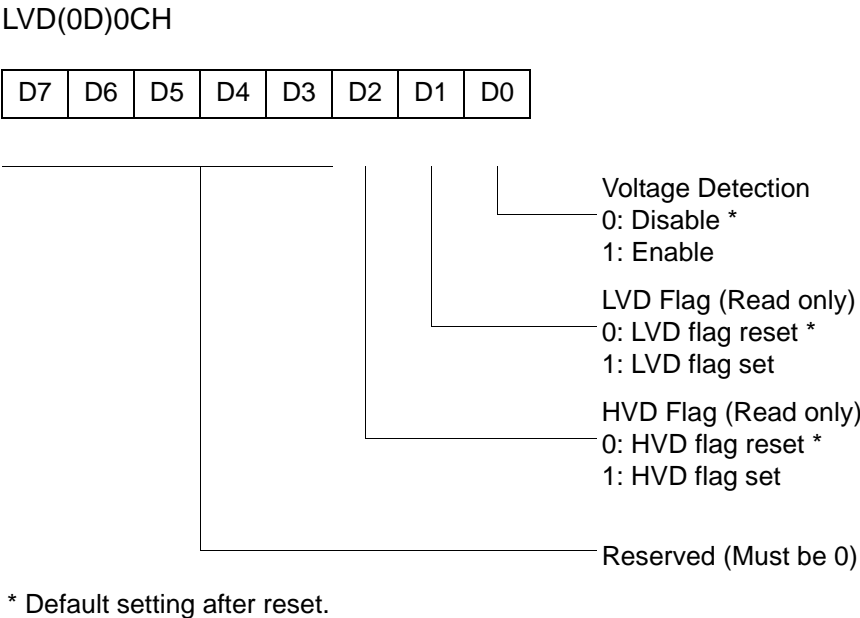 LVD(0D)0CH
D7 D6 D5 D4 D3 D2 D1 D0
Voltage Detection
0: Disable *
1: Enable
LVD Flag (Read only)
0: LVD flag reset *
1: LVD flag set
HVD Flag (Read only)
0: HVD flag reset *
1: HVD flag set
Reserved (Must be 0)
* Default setting after reset.